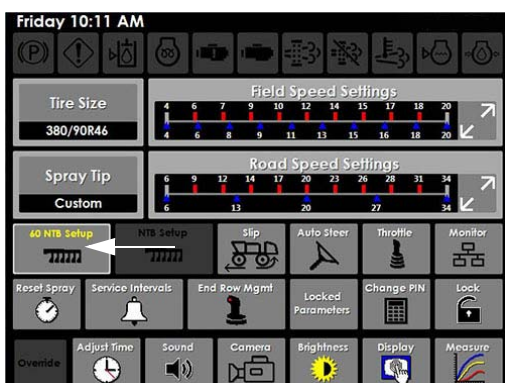 Friday 10:11 AM
(P)
Tire Size
380/90R46
Field Speed Settings
4 6 7 9 10 12 14 15 17 18 20
4 6 8 9 11 13 15 16 18 20
Spray Tip
Custom
Road Speed Settings
6 9 12 14 17 20 23 26 28 31 34
6 13 20 27 34
60 NTB Setup
NTB Setup
Slip
Auto Steer
Throttle
Monitor
Reset Spray
Service Intervals
End Row Mgmt
Locked
Parameters
Change PIN
Lock
Override
Adjust Time
Sound
Camera
Brightness
Display
Measure